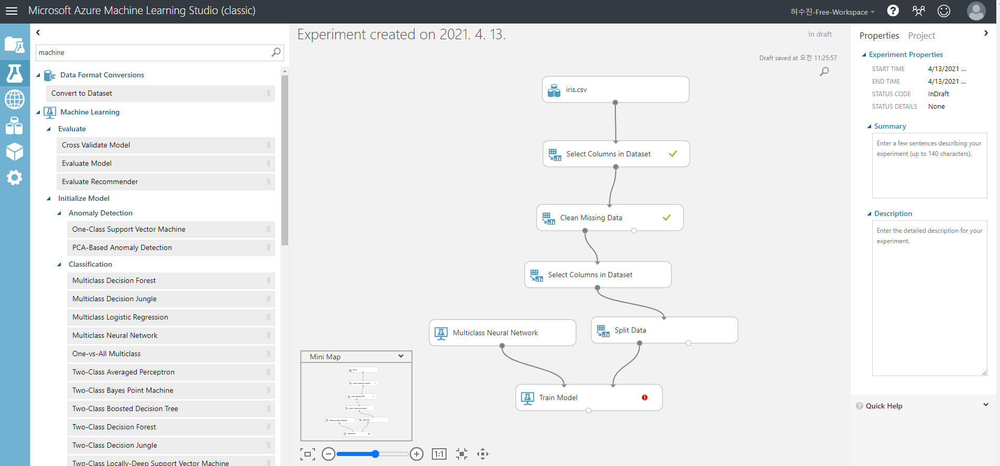 Microsoft Azure Machine Learning Studio (classic)
허수진-Free-Workspace
machine
Data Format Conversions
Convert to Dataset
Machine Learning
Evaluate
Cross Validate Model
Evaluate Model
Evaluate Recommender
Initialize Model
Anomaly Detection
One-Class Support Vector Machine
PCA-Based Anomaly Detection
Classification
Multiclass Decision Forest
Multiclass Decision Jungle
Multiclass Logistic Regression
Multiclass Neural Network
One-vs-All Multiclass
Two-Class Averaged Perceptron
Two-Class Bayes Point Machine
Two-Class Boosted Decision Tree
Two-Class Decision Forest
Two-Class Decision Jungle
Two-Class Locally-Deep Support Vector Machine
Experiment created on 2021. 4. 13.
In draft
Draft saved at 오전 11:25:57
iris.csv
Select Columns in Dataset
Clean Missing Data
Select Columns in Dataset
Multiclass Neural Network
Split Data
Train Model
Mini Map
1:1
Properties Project
Experiment Properties
START TIME 4/13/2021 ...
END TIME 4/13/2021 ...
STATUS CODE InDraft
STATUS DETAILS None
Summary
Enter a few sentences describing your
experiment (up to 140 characters).
Description
Enter the detailed description for your
experiment.
Quick Help